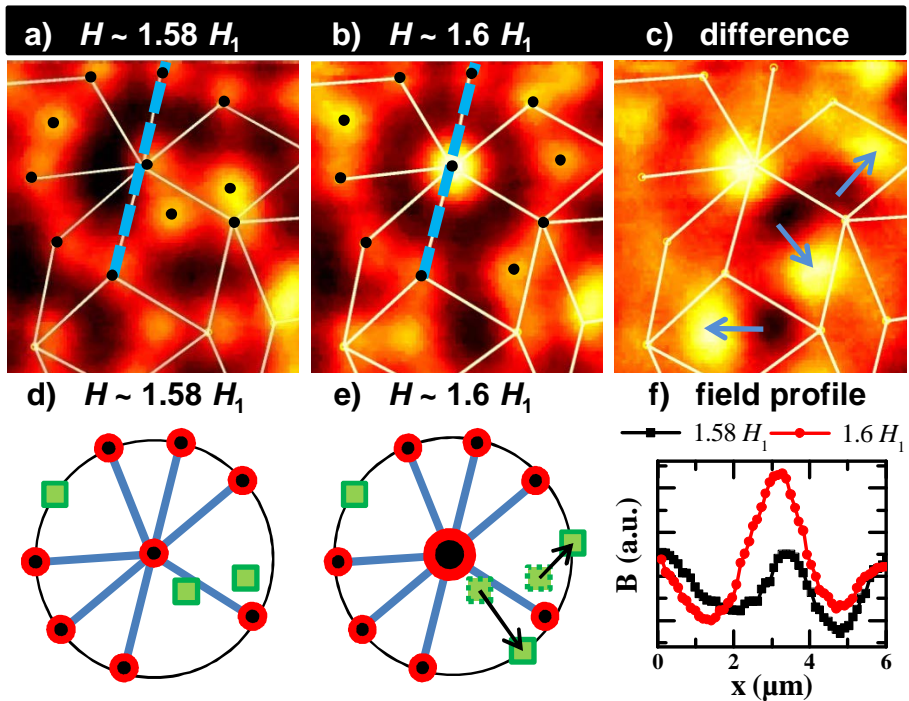 a) H ~ 1.58 H₁ b) H ~ 1.6 H₁ c) difference
d) H ~ 1.58 H₁ e) H ~ 1.6 H₁ f) field profile
1.58 H₁ 1.6 H₁
B (a.u.)
0 2 4 6
x (μm)